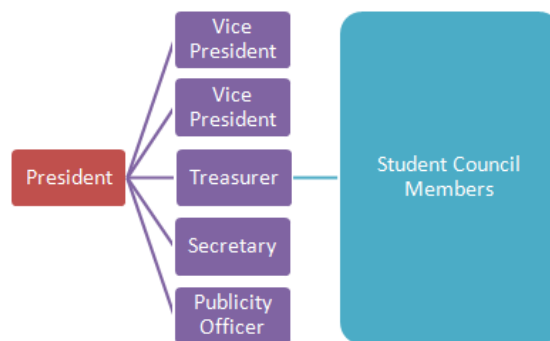 President
Vice
President
Vice
President
Treasurer
Secretary
Publicity
Officer
Student Council
Members